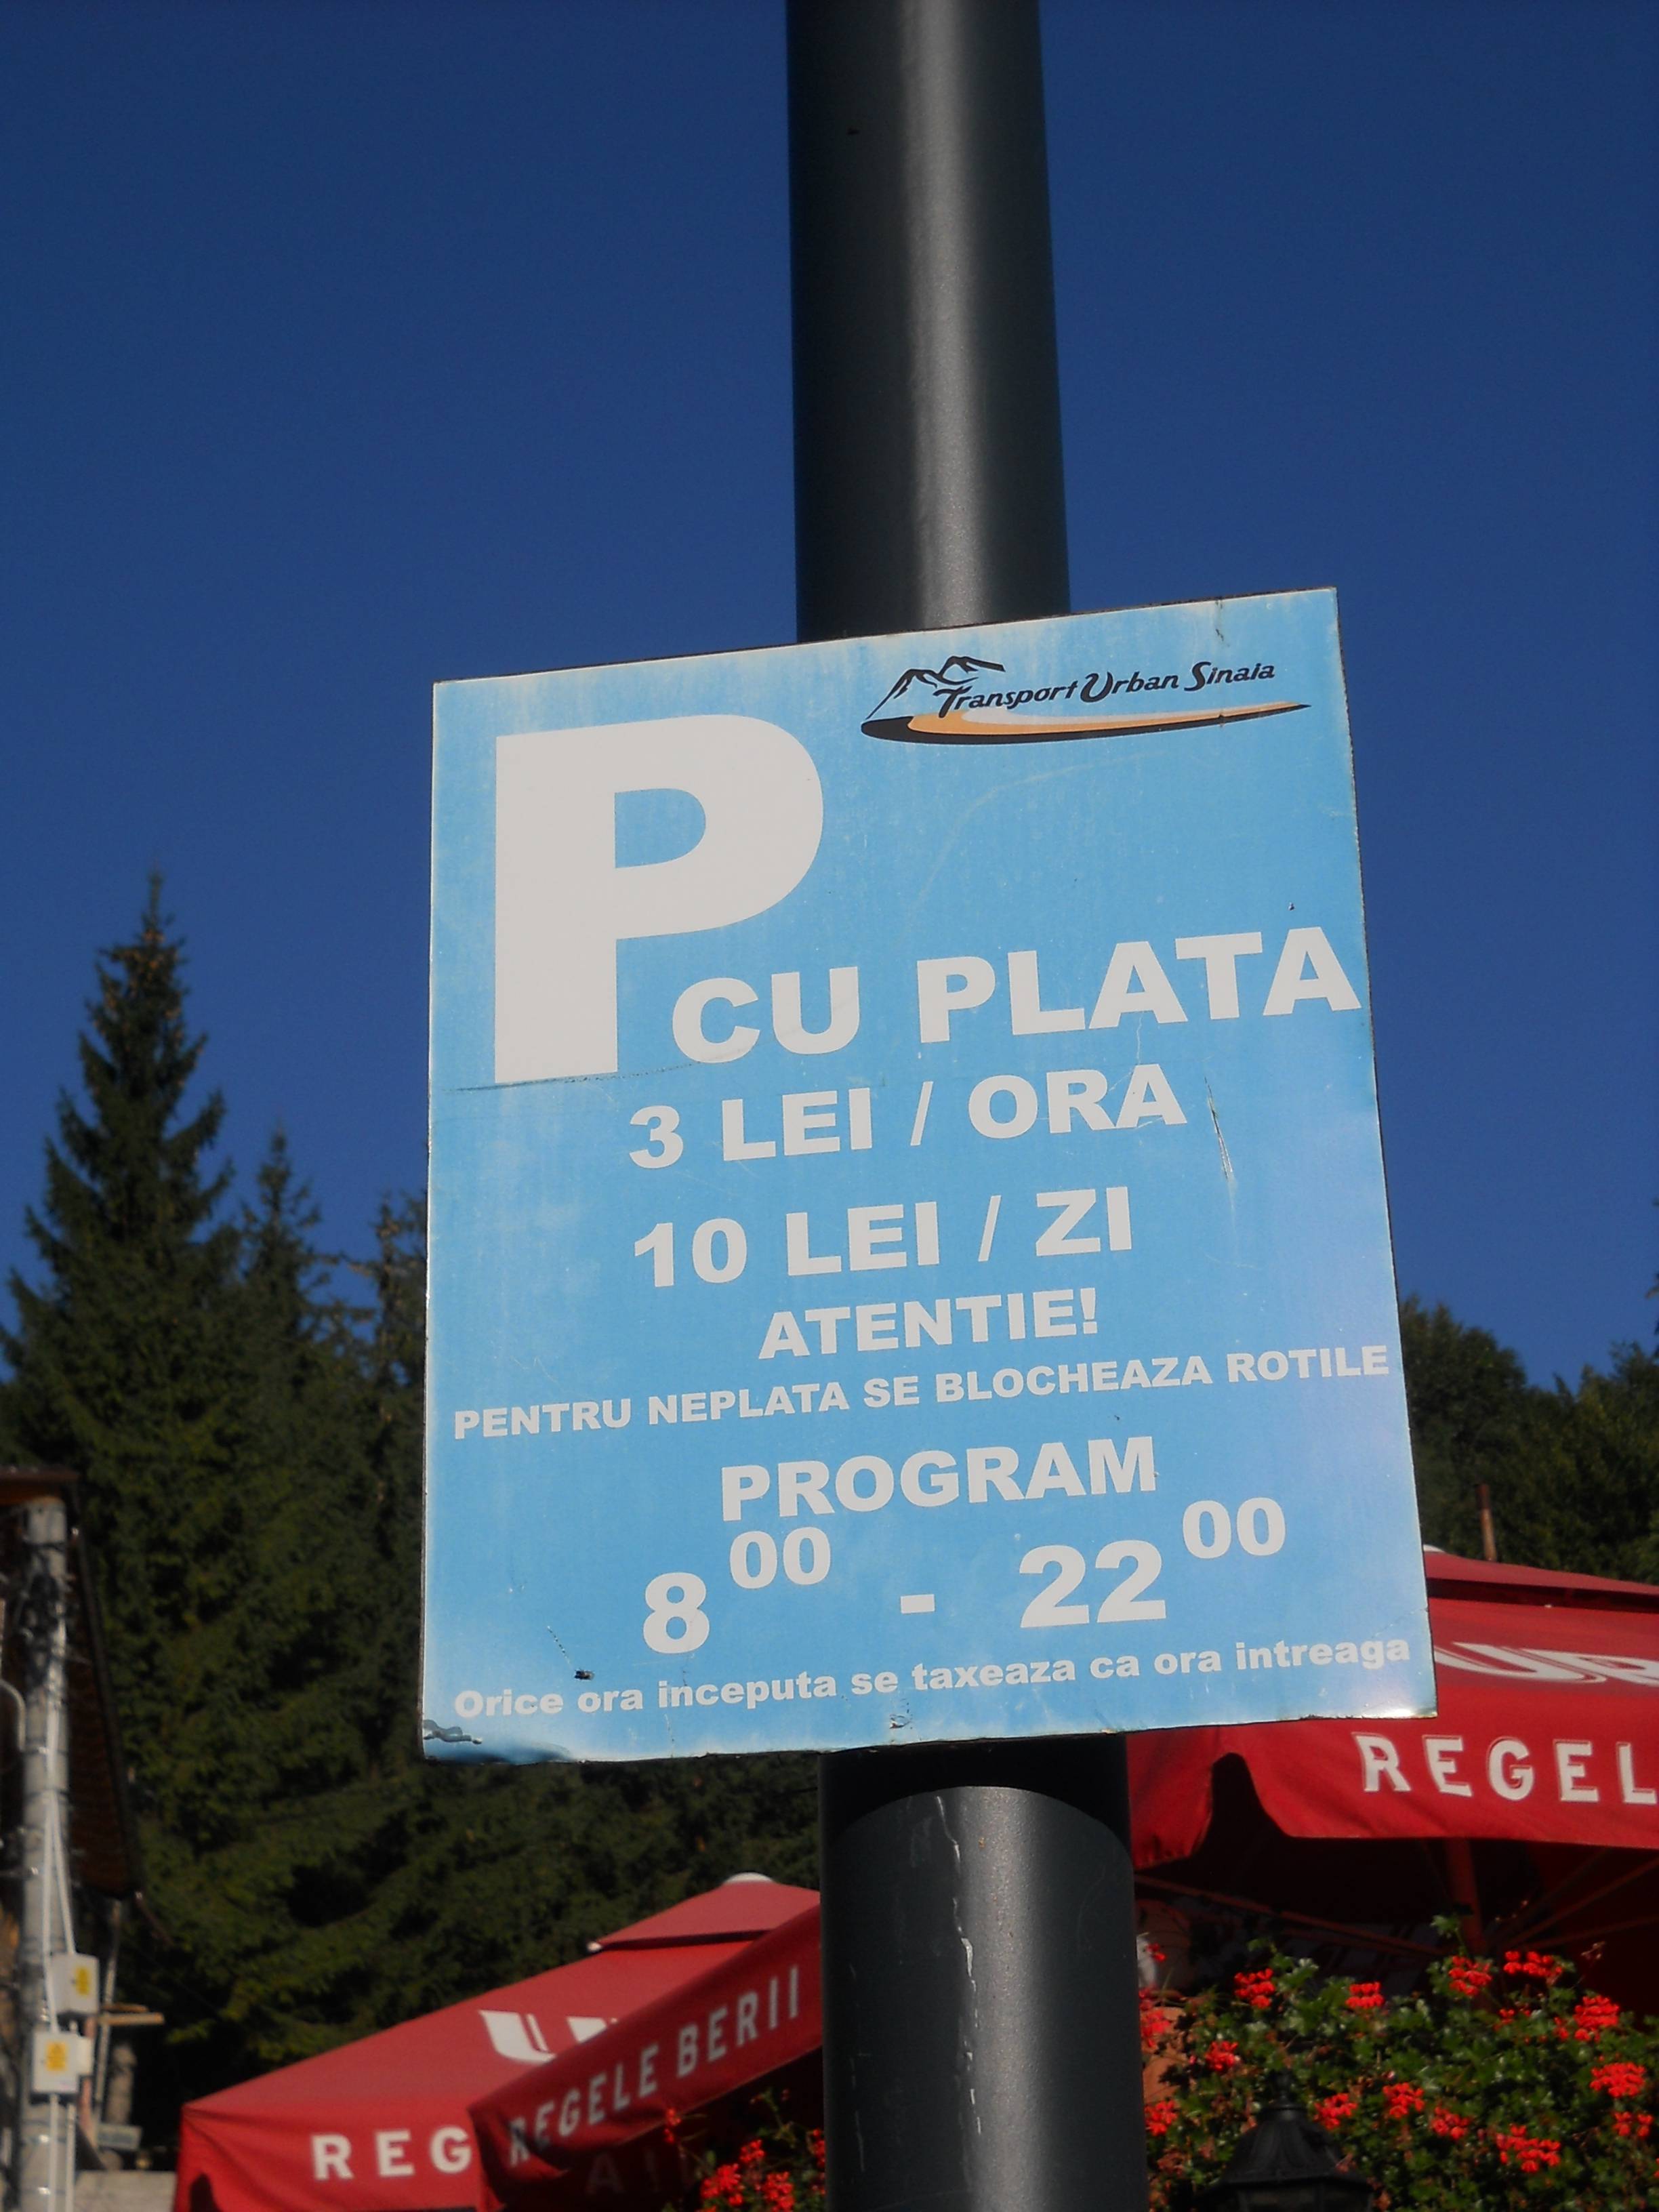 Transport Urban Sinaia
P CU PLATA
3 LEI / ORA
10 LEI / ZI
ATENTIE!
PENTRU NEPLATA SE BLOCHEAZA ROTILE
PROGRAM
8 00 - 22 00
Orice ora inceputa se taxeaza ca ora intreaga
REGEL
REGELE BERII
REG